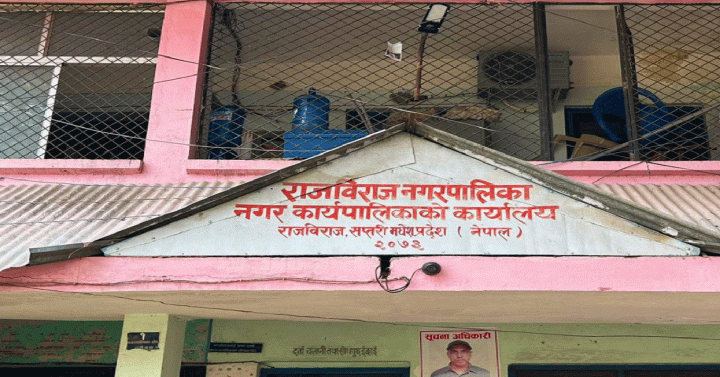 राजविराज नगरपालिका
नगर कार्यपालिकाको कार्यालय
राजविराज, सप्तरी मधेश प्रदेश ( नेपाल )
२०७३
सूचना अधिकारी